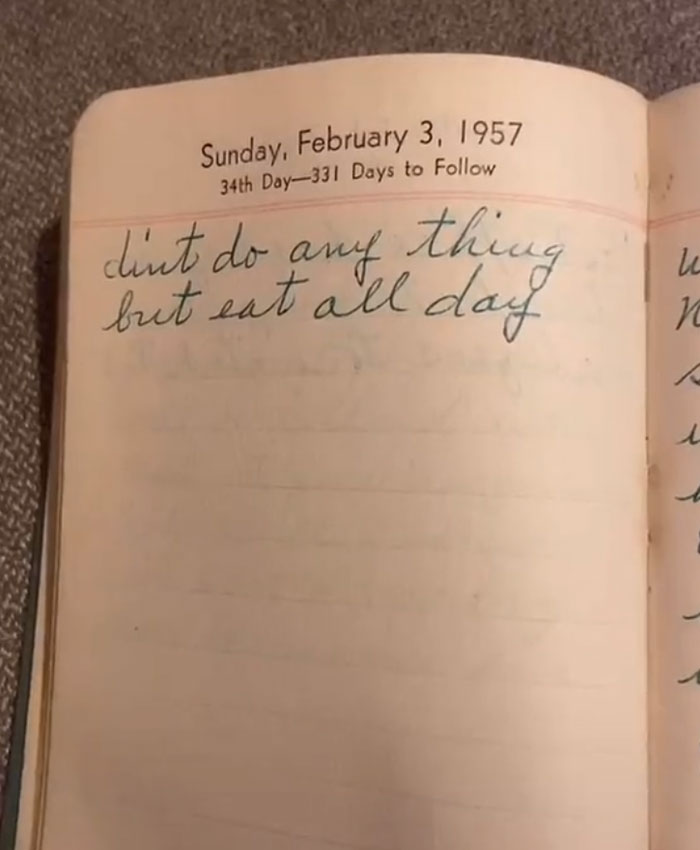 Sunday, February 3, 1957
34th Day—331 Days to Follow
dint do any thing
but eat all day